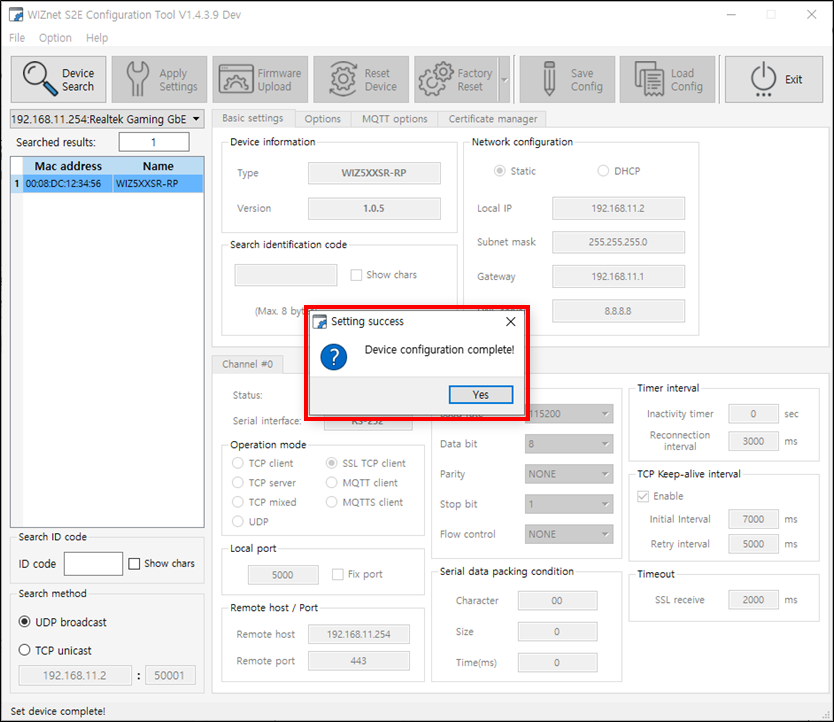 WIZnet S2E Configuration Tool V1.4.3.9 Dev
File Option Help
Device Search
Apply Settings
Firmware Upload
Reset Device
Factory Reset
Save Config
Load Config
Exit
192.168.11.254:Realtek Gaming GbE
Searched results: 1
Mac address Name
1 00:08:DC:12:34:56 WIZ5XXSR-RP
Search ID code
ID code Show chars
Search method
UDP broadcast
TCP unicast
192.168.11.2 : 50001
Basic settings Options MQTT options Certificate manager
Device information
Type WIZ5XXSR-RP
Version 1.0.5
Search identification code
Show chars
(Max. 8
Network configuration
Static DHCP
Local IP 192.168.11.2
Subnet mask 255.255.255.0
Gateway 192.168.11.1
8.8.8.8
Setting success
Device configuration complete!
Yes
Channel #0
Status:
Serial interface: RS-232
Operation mode
TCP client SSL TCP client
TCP server MQTT client
TCP mixed MQTTS client
UDP
Local port
5000 Fix port
Remote host / Port
Remote host 192.168.11.254
Remote port 443
115200
Data bit 8
Parity NONE
Stop bit 1
Flow control NONE
Serial data packing condition
Character 00
Size 0
Time(ms) 0
Timer interval
Inactivity timer 0 sec
Reconnection interval 3000 ms
TCP Keep-alive interval
Enable
Initial Interval 7000 ms
Retry interval 5000 ms
Timeout
SSL receive 2000 ms
Set device complete!